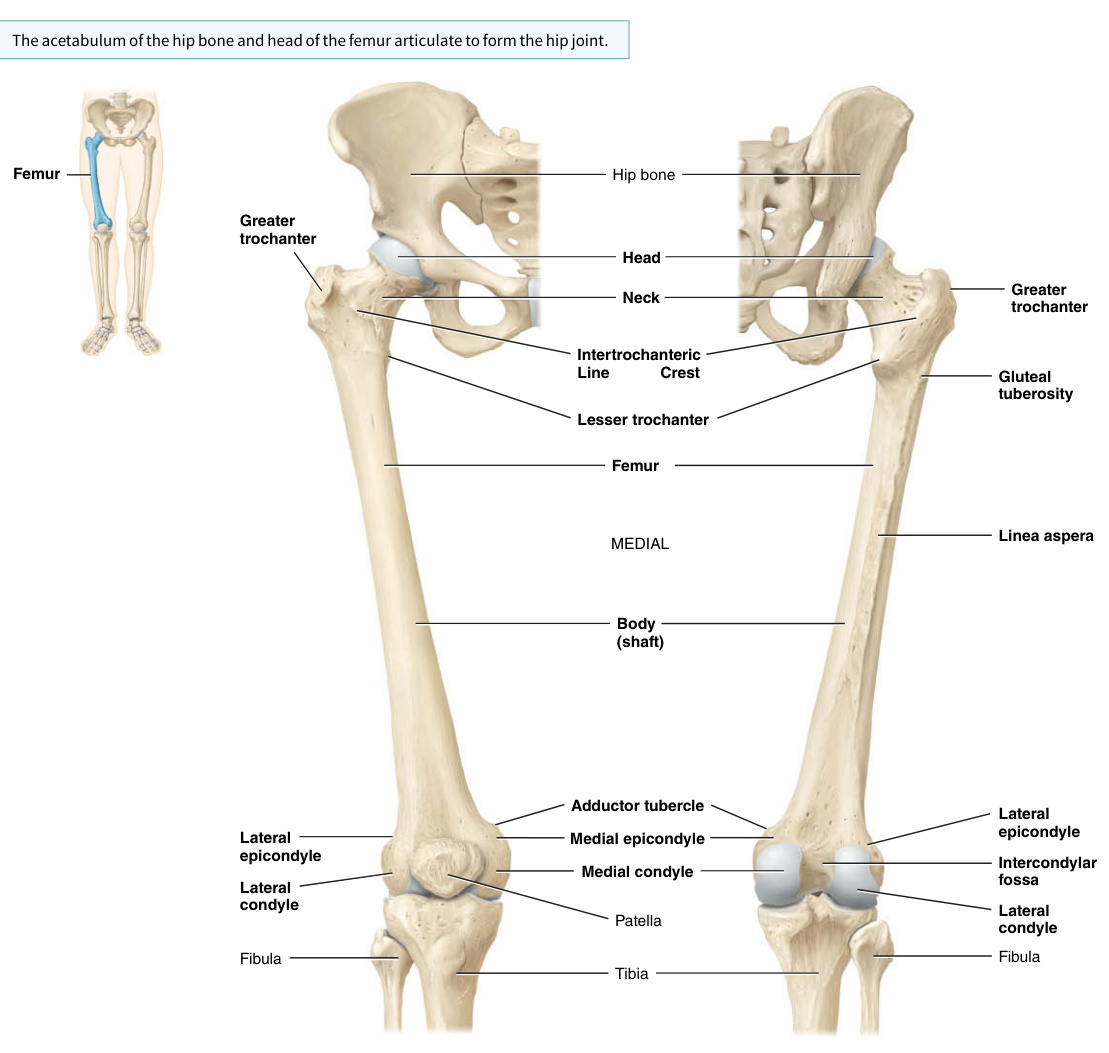 The acetabulum of the hip bone and head of the femur articulate to form the hip joint.
Femur
Greater
trochanter
Hip bone
Head
Neck
Greater
trochanter
Intertrochanteric
Line Crest
Gluteal
tuberosity
Lesser trochanter
Femur
MEDIAL
Linea aspera
Body
(shaft)
Adductor tubercle
Lateral
epicondyle
Medial epicondyle
Lateral
epicondyle
Medial condyle
Intercondylar
fossa
Lateral
condyle
Patella
Lateral
condyle
Fibula
Tibia
Fibula